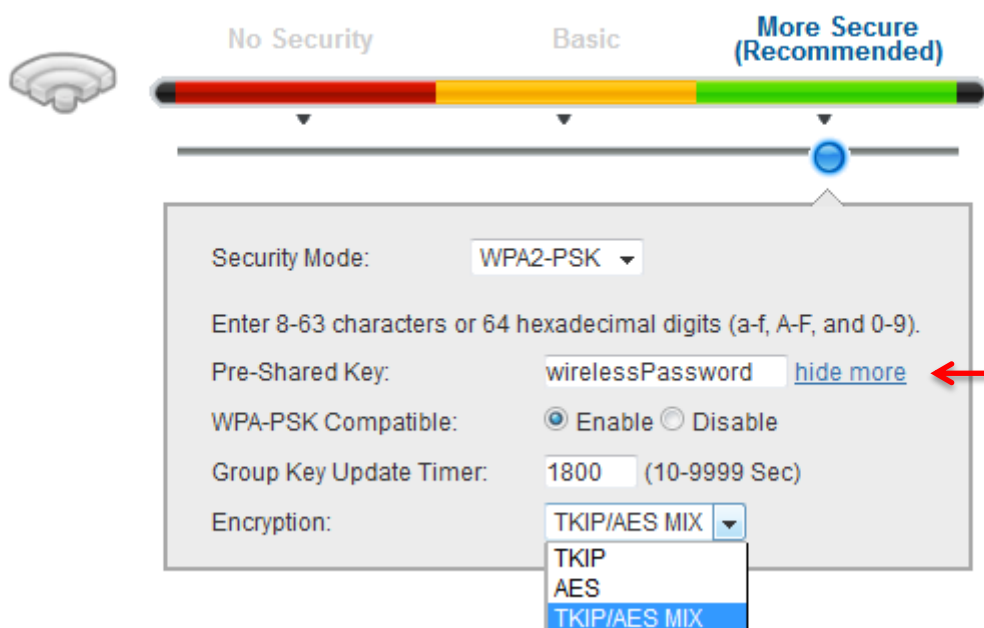 No Security Basic More Secure
(Recommended)
Security Mode: WPA2-PSK
Enter 8-63 characters or 64 hexadecimal digits (a-f, A-F, and 0-9).
Pre-Shared Key: wirelessPassword hide more
WPA-PSK Compatible: Enable Disable
Group Key Update Timer: 1800 (10-9999 Sec)
Encryption: TKIP/AES MIX
TKIP
AES
TKIP/AES MIX